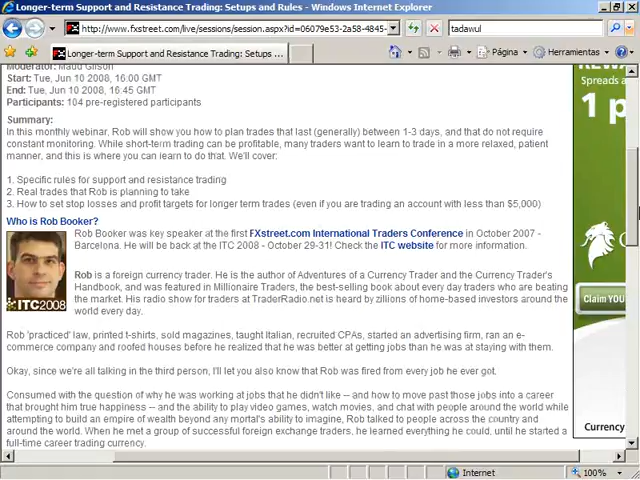 Longer-term Support and Resistance Trading: Setups and Rules - Windows Internet Explorer
http://www.fxstreet.com/live/sessions/session.aspx?id=06079e53-2a58-4845-
tadawul
Longer-term Support and Resistance Trading: Setups ...
Página
Herramientas
Moderator: Maud Gilson
Start: Tue, Jun 10 2008, 16:00 GMT
End: Tue, Jun 10 2008, 16:45 GMT
Participants: 104 pre-registered participants
Spreads a
1 p
Summary:
In this monthly webinar, Rob will show you how to plan trades that last (generally) between 1-3 days, and that do not require
constant monitoring. While short-term trading can be profitable, many traders want to learn to trade in a more relaxed, patient
manner, and this is where you can learn to do that. We'll cover:
1. Specific rules for support and resistance trading
2. Real trades that Rob is planning to take
3. How to set stop losses and profit targets for longer term trades (even if you are trading an account with less than $5,000)
Who is Rob Booker?
Rob Booker was key speaker at the first FXstreet.com International Traders Conference in October 2007 -
Barcelona. He will be back at the ITC 2008 - October 29-31! Check the ITC website for more information.
Rob is a foreign currency trader. He is the author of Adventures of a Currency Trader and the Currency Trader's
Handbook, and was featured in Millionaire Traders, the best-selling book about every day traders who are beating
the market. His radio show for traders at TraderRadio.net is heard by zillions of home-based investors around the
world every day.
ITC2008
Claim YOU
Rob 'practiced' law, printed t-shirts, sold magazines, taught Italian, recruited CPAs, started an advertising firm, ran an e-
commerce company and roofed houses before he realized that he was better at getting jobs than he was at staying with them.
Okay, since we're all talking in the third person, I'll let you also know that Rob was fired from every job he ever got.
Consumed with the question of why he was working at jobs that he didn't like -- and how to move past those jobs into a career
that brought him true happiness -- and the ability to play video games, watch movies, and chat with people around the world while
attempting to build an empire of wealth beyond any mortal's ability to imagine, Rob talked to people across the country and
around the world. When he met a group of successful foreign exchange traders, he learned everything he could, until he started a
full-time career trading currency.
Currency
Internet
100%